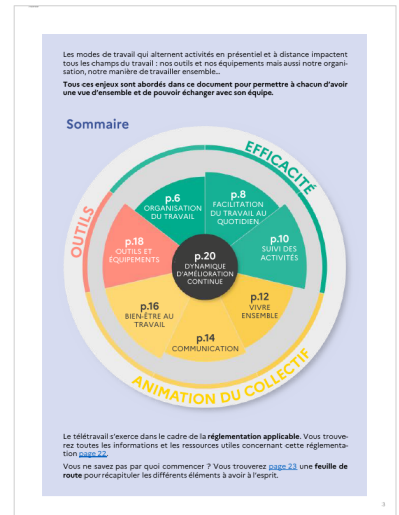 Les modes de travail qui alternent activités en présentiel et à distance impactent
tous les champs du travail : nos outils et nos équipements mais aussi notre organi-
sation, notre manière de travailler ensemble...
Tous ces enjeux sont abordés dans ce document pour permettre à chacun d'avoir
une vue d'ensemble et de pouvoir échanger avec son équipe.
Sommaire
EFFICACITÉ
OUTILS
p.6
ORGANISATION
DU TRAVAIL
p.8
FACILITATION
DU TRAVAIL AU
QUOTIDIEN
p.10
SUIVI DES
ACTIVITÉS
p.18
OUTILS ET
ÉQUIPEMENTS
p.20
DYNAMIQUE
D'AMÉLIORATION
CONTINUE
p.12
VIVRE
ENSEMBLE
p.16
BIEN-ÊTRE AU
TRAVAIL
p.14
COMMUNICATION
ANIMATION DU COLLECTIF
Le télétravail s'exerce dans le cadre de la réglementation applicable. Vous trouve-
rez toutes les informations et les ressources utiles concernant cette réglementa-
tion page 22.
Vous ne savez pas par quoi commencer ? Vous trouverez page 23 une feuille de
route pour récapituler les différents éléments à avoir à l'esprit.
3